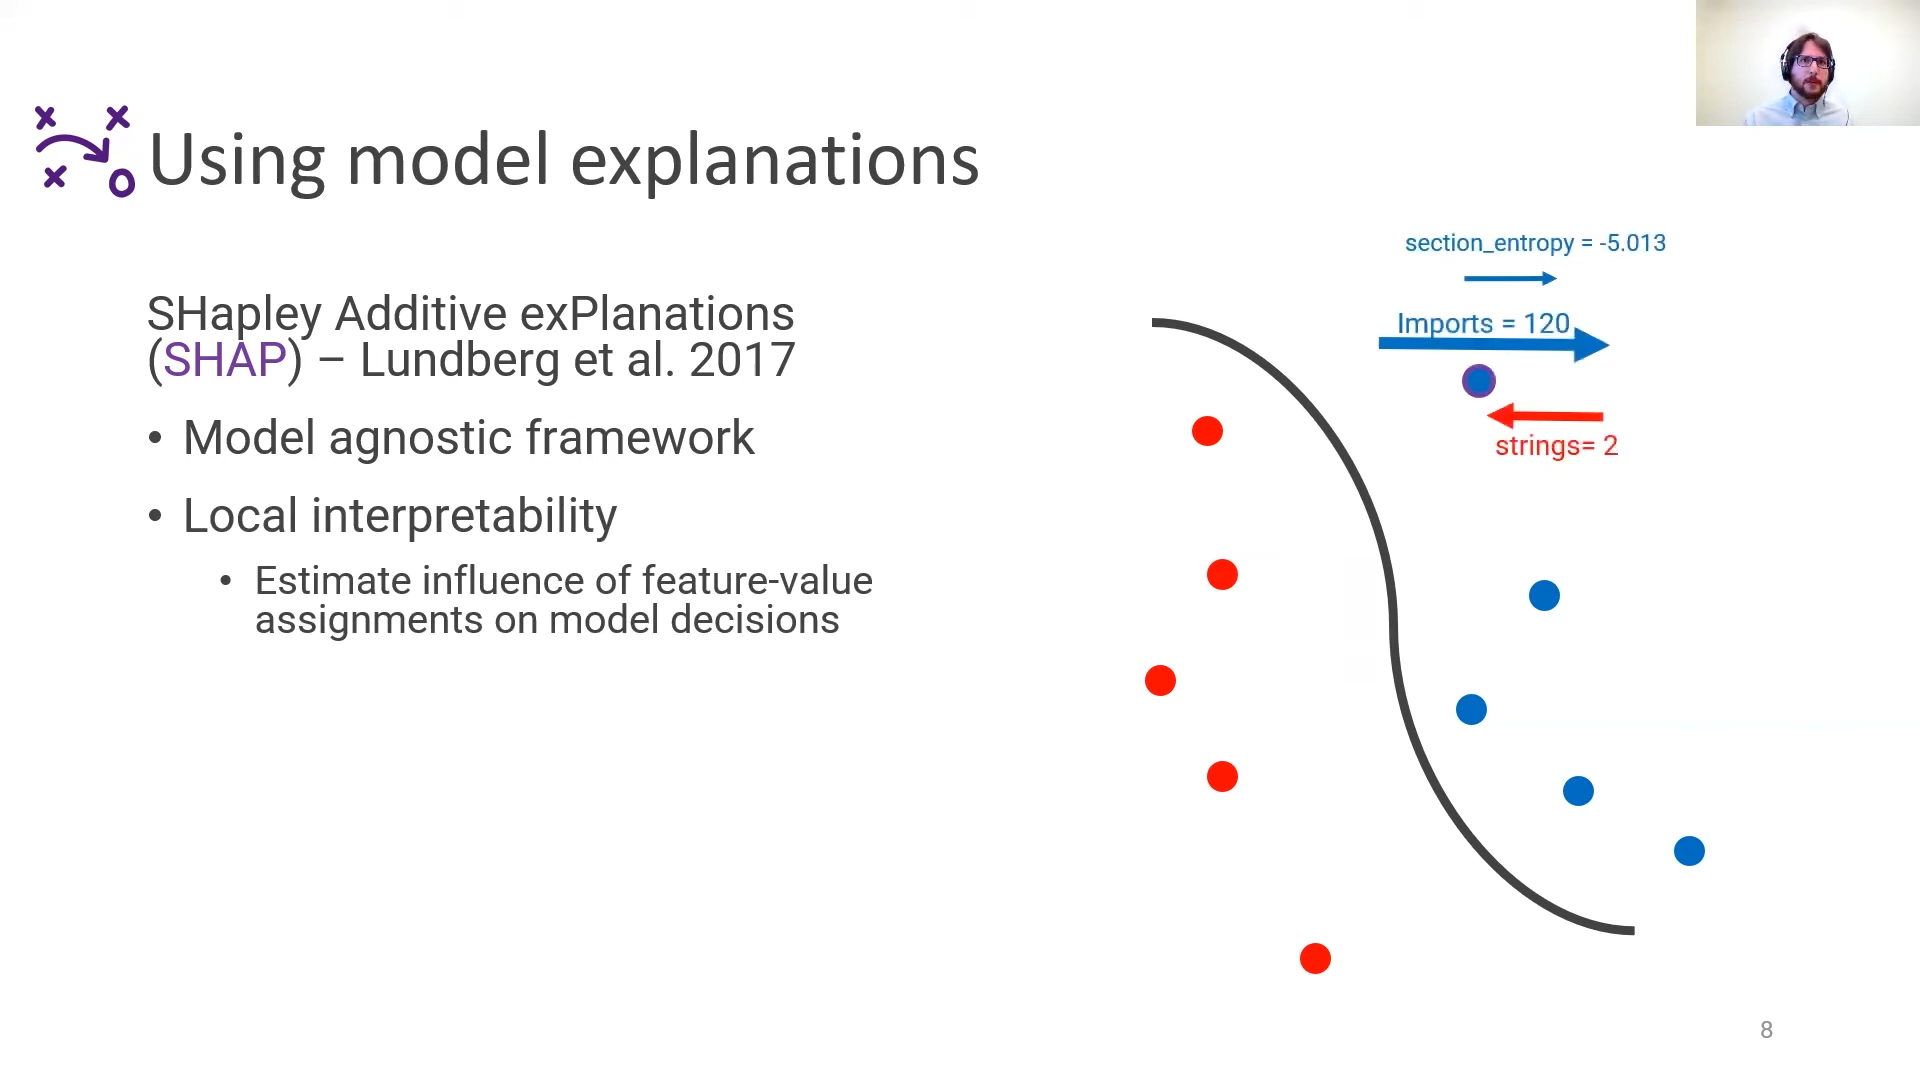 Using model explanations
SHapley Additive exPlanations
(SHAP) – Lundberg et al. 2017
• Model agnostic framework
• Local interpretability
• Estimate influence of feature-value
assignments on model decisions
section_entropy = -5.013
Imports = 120
strings= 2
8